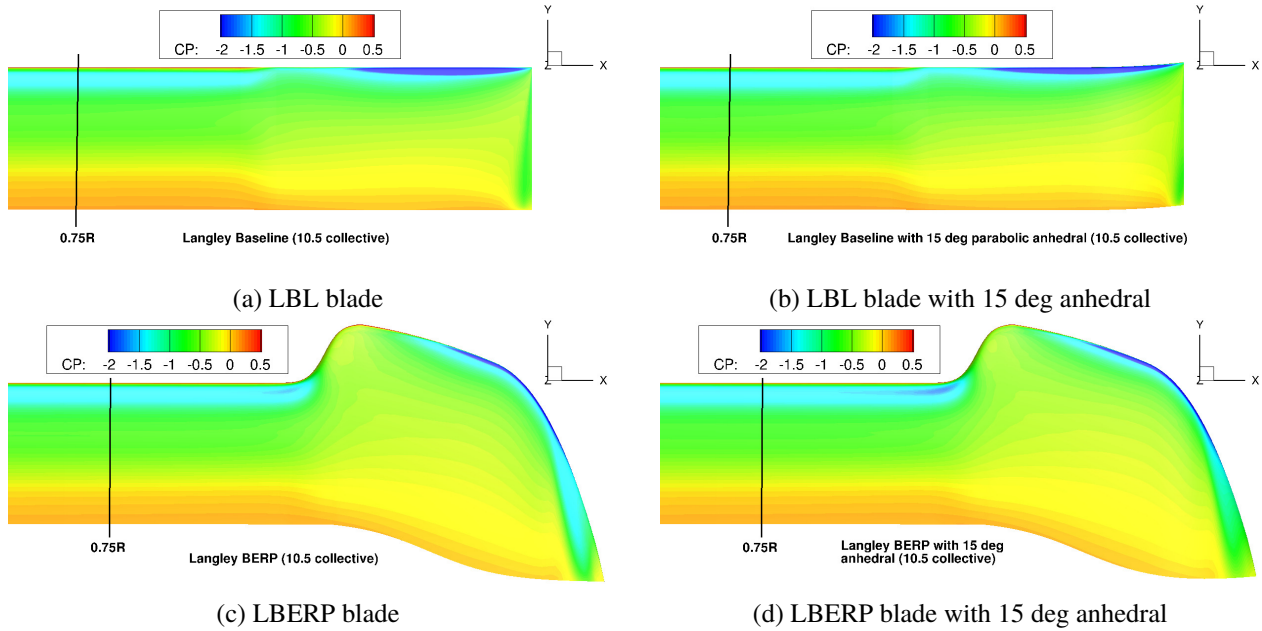 CP: -2 -1.5 -1 -0.5 0 0.5
Y
Z X
0.75R
Langley Baseline (10.5 collective)
(a) LBL blade
CP: -2 -1.5 -1 -0.5 0 0.5
Y
Z X
0.75R
Langley Baseline with 15 deg parabolic anhedral (10.5 collective)
(b) LBL blade with 15 deg anhedral
CP: -2 -1.5 -1 -0.5 0 0.5
Y
Z X
0.75R
Langley BERP (10.5 collective)
(c) LBERP blade
CP: -2 -1.5 -1 -0.5 0 0.5
Y
Z X
0.75R
Langley BERP with 15 deg
anhedral (10.5 collective)
(d) LBERP blade with 15 deg anhedral